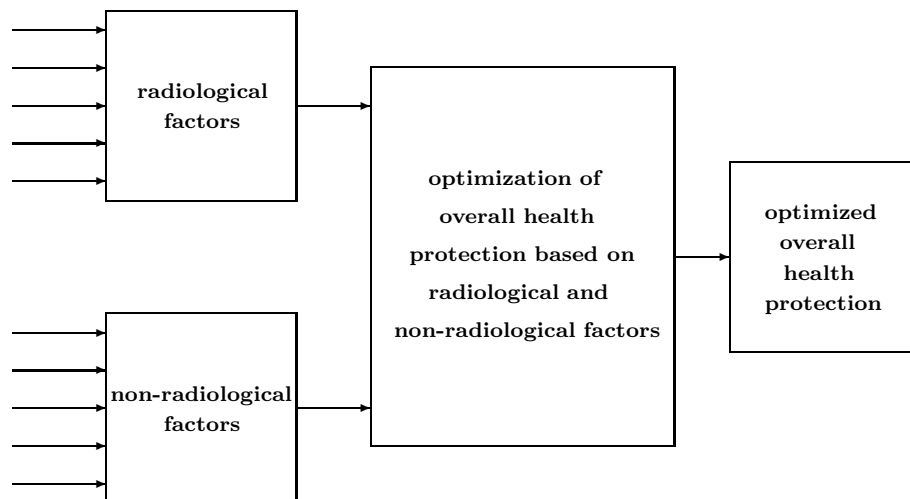 radiological
factors
optimization of
overall health
protection based on
radiological and
non-radiological factors
optimized
overall
health
protection
non-radiological
factors